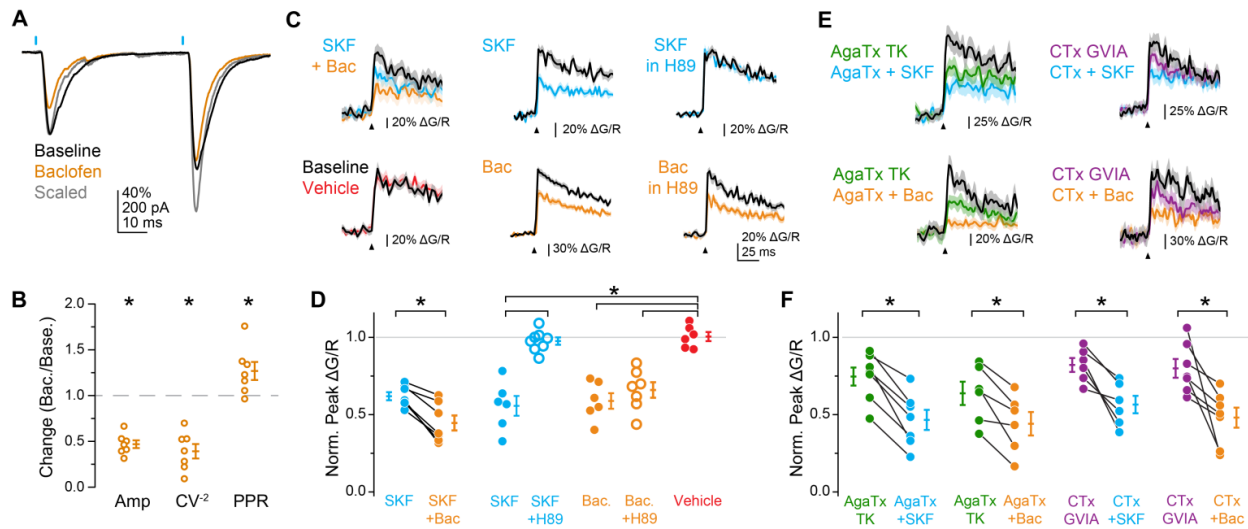 A
Baseline
Baclofen
Scaled
40%
200 pA
10 ms
B
Change (Bac./Base.)
2.0
1.5
1.0
0.5
0.0
*
*
*
Amp
CV-2
PPR
C
SKF
+ Bac
20% ΔG/R
SKF
20% ΔG/R
SKF
in H89
20% ΔG/R
Baseline
Vehicle
20% ΔG/R
Bac
30% ΔG/R
Bac
in H89
20% ΔG/R
25 ms
D
Norm. Peak ΔG/R
1.0
0.5
0.0
*
*
SKF
SKF
+Bac
SKF
SKF
+H89
Bac.
Bac.
+H89
Vehicle
E
AgaTx TK
AgaTx + SKF
25% ΔG/R
CTx GVIA
CTx + SKF
25% ΔG/R
AgaTx TK
AgaTx + Bac
20% ΔG/R
CTx GVIA
CTx + Bac
30% ΔG/R
F
Norm. Peak ΔG/R
1.0
0.5
0.0
*
*
*
*
AgaTx
TK
AgaTx
+SKF
AgaTx
TK
AgaTx
+Bac
CTx
GVIA
CTx
+SKF
CTx
GVIA
CTx
+Bac